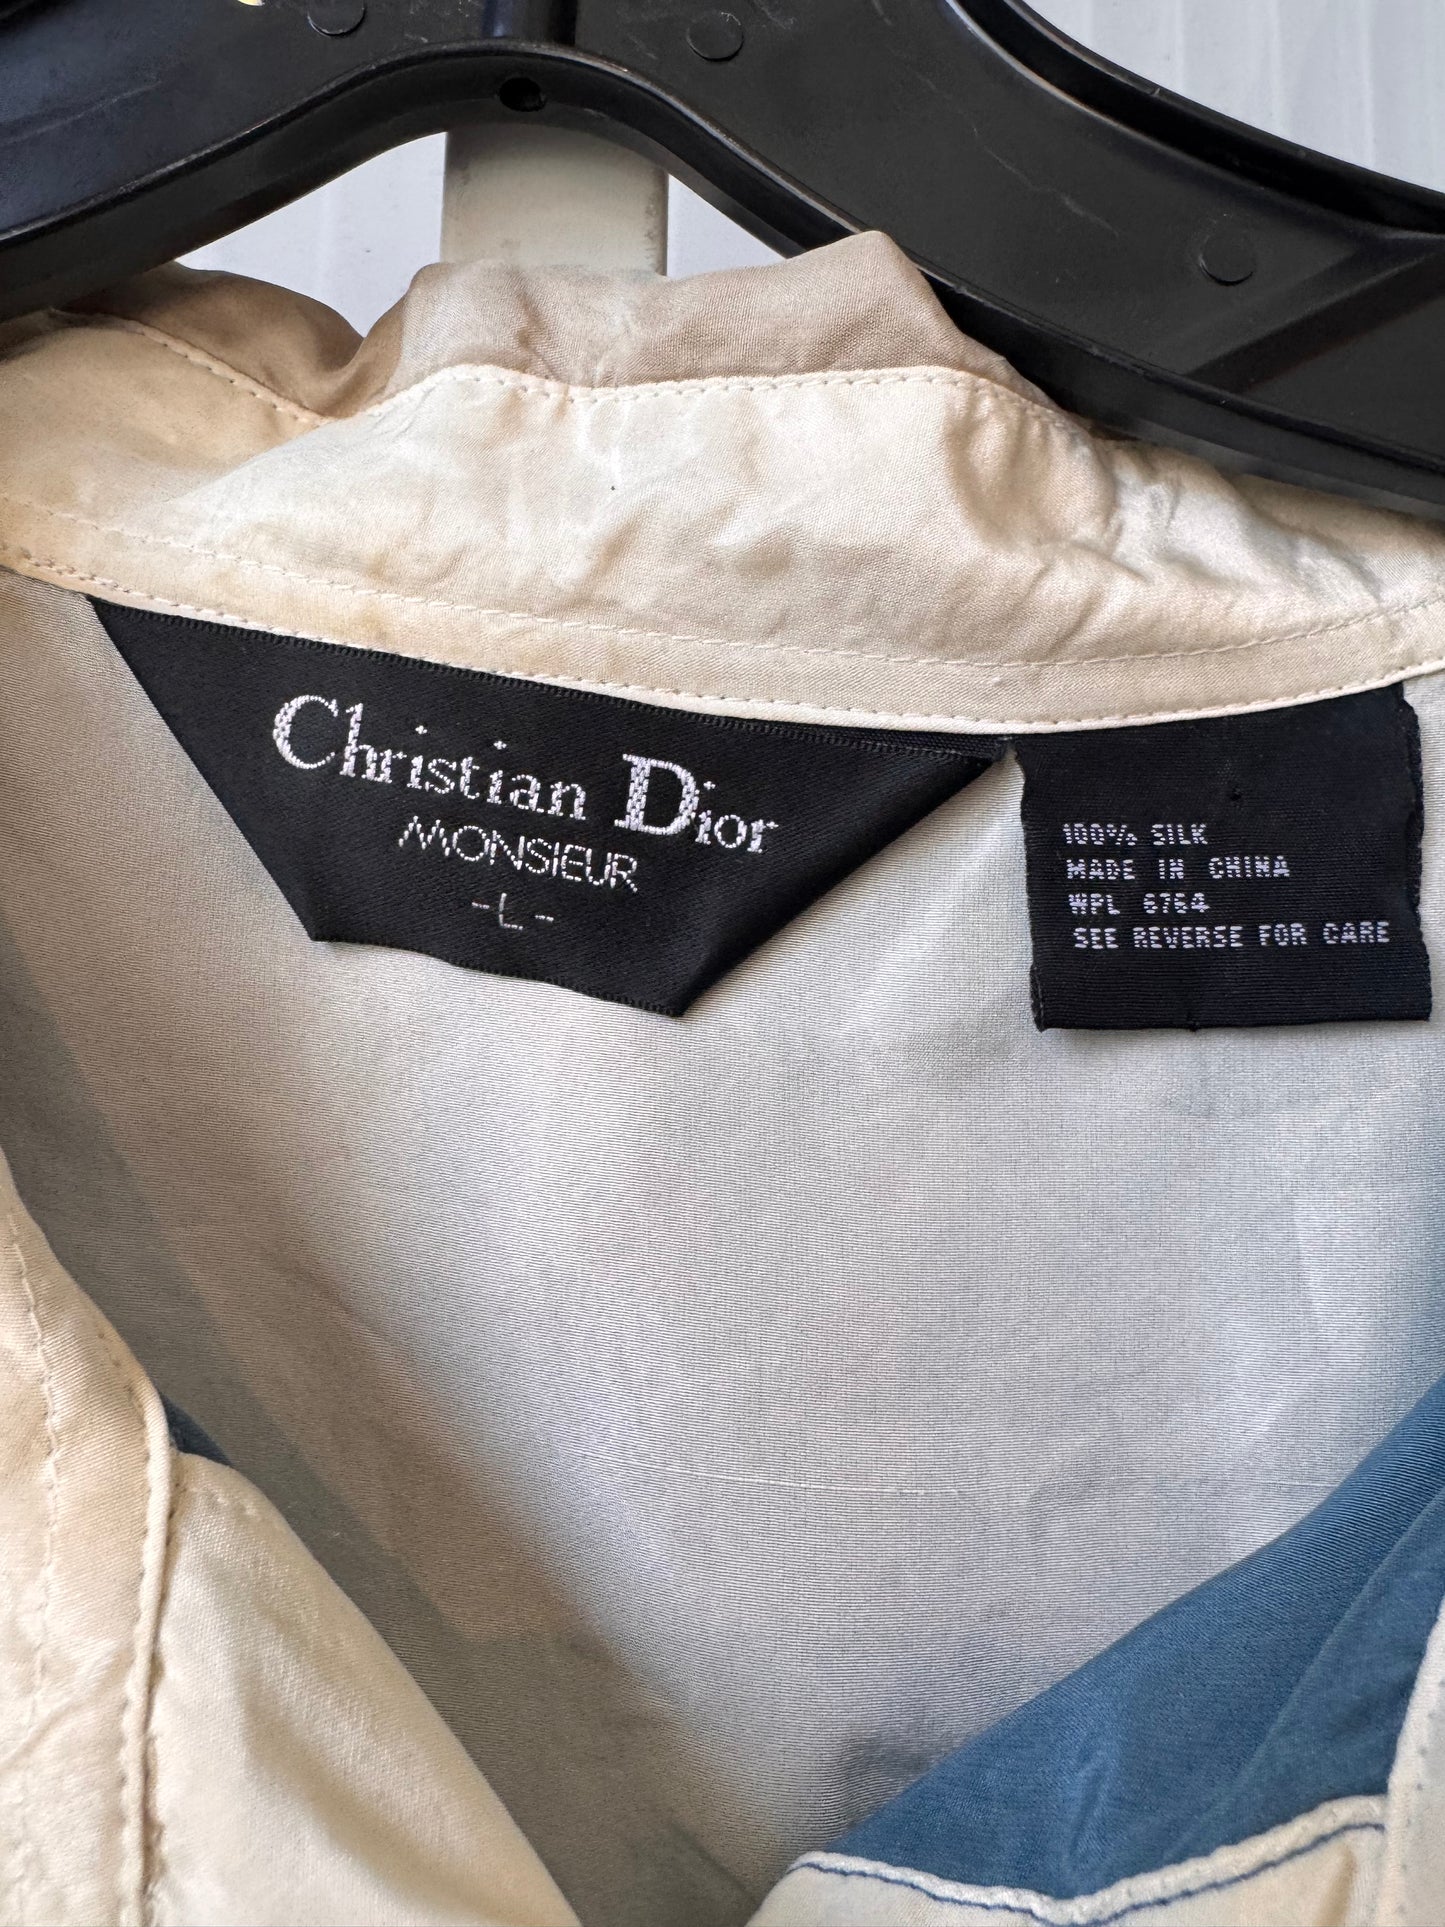 Christian Dior
MONSIEUR
-L-
100% SILK
MADE IN CHINA
WPL 6764
SEE REVERSE FOR CARE